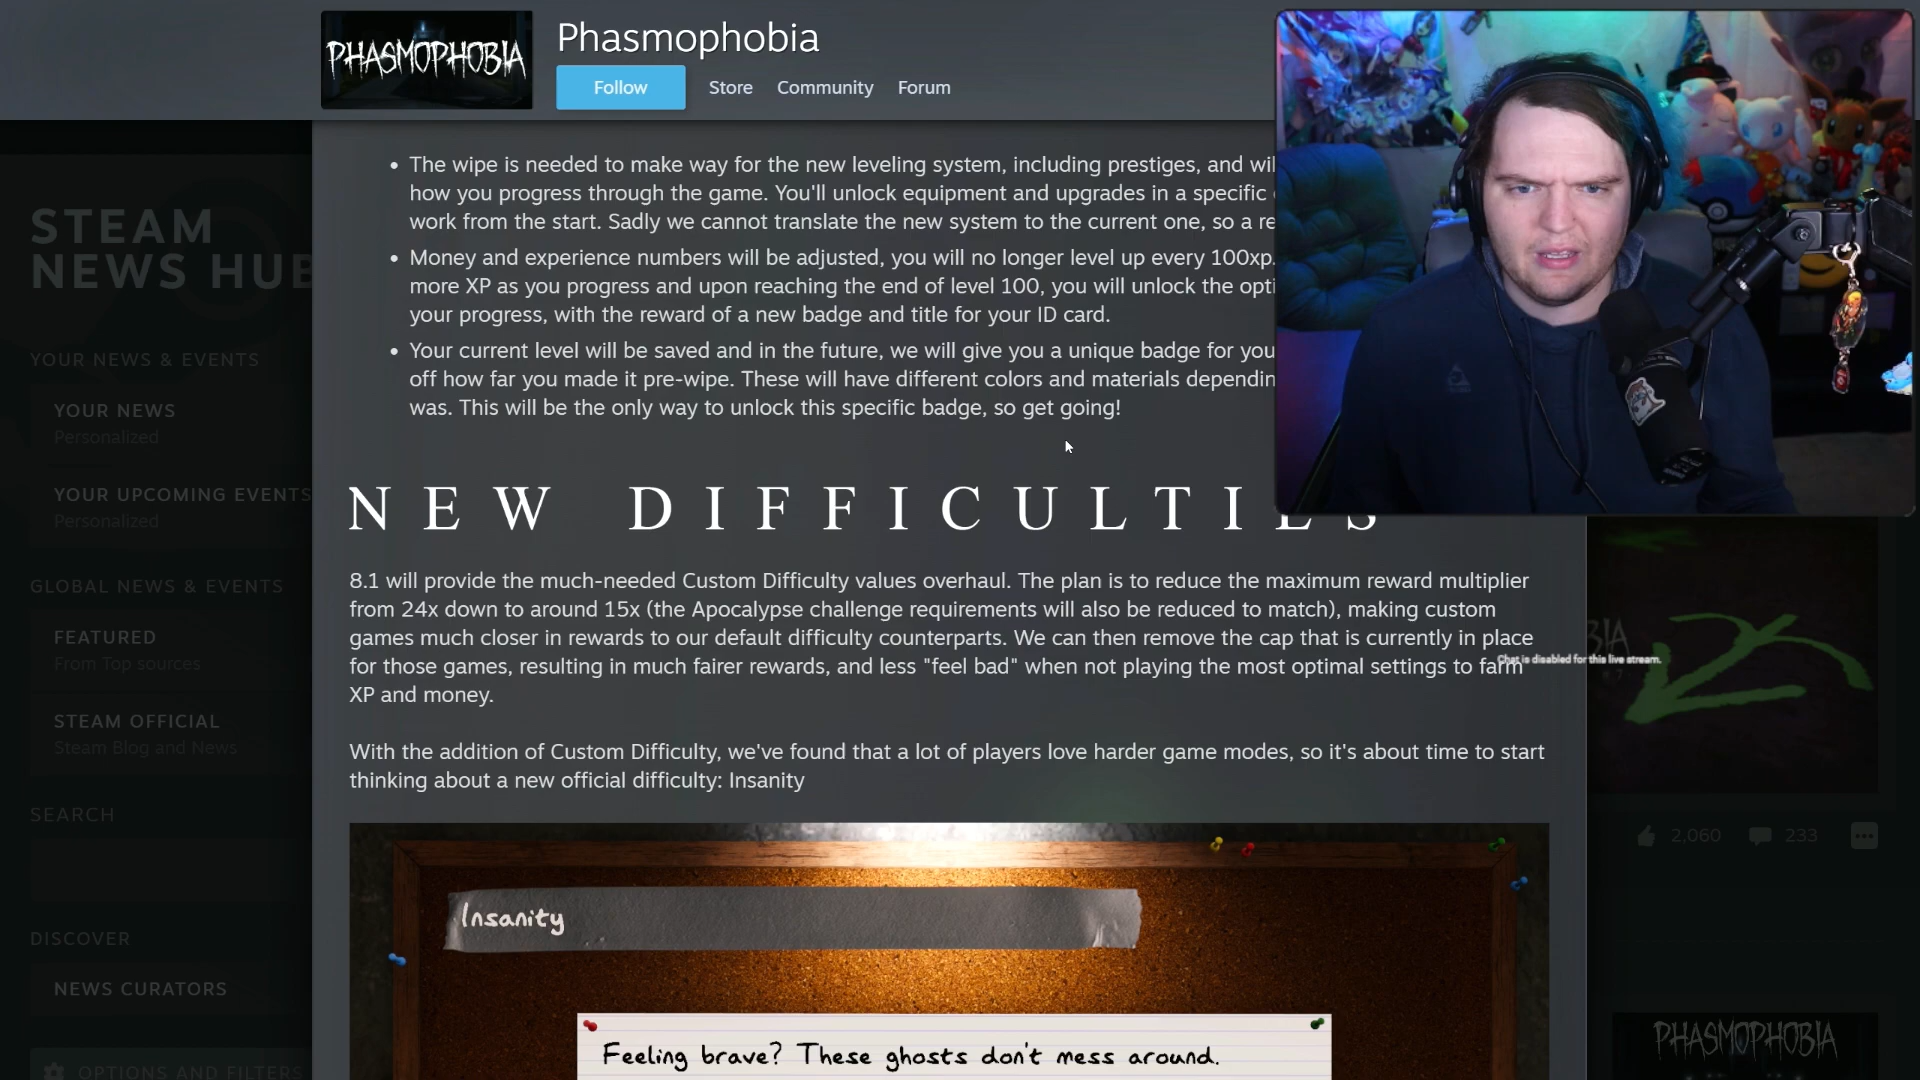 PHASMOPHOBIA
Phasmophobia
Follow
Store
Community
Forum
STEAM
NEWS HUB
YOUR NEWS & EVENTS
YOUR NEWS
Personalized
YOUR UPCOMING EVENTS
Personalized
GLOBAL NEWS & EVENTS
FEATURED
From Top sources
STEAM OFFICIAL
Steam Blog and News
SEARCH
DISCOVER
NEWS CURATORS
OPTIONS AND FILTERS
• The wipe is needed to make way for the new leveling system, including prestiges, and
how you progress through the game. You'll unlock equipment and upgrades in a specific
work from the start. Sadly we cannot translate the new system to the current one, so a
• Money and experience numbers will be adjusted, you will no longer level up every 100xp.
more XP as you progress and upon reaching the end of level 100, you will unlock the
your progress, with the reward of a new badge and title for your ID card.
• Your current level will be saved and in the future, we will give you a unique badge for
off how far you made it pre-wipe. These will have different colors and materials
was. This will be the only way to unlock this specific badge, so get going!
NEW DIFFICULTIES
8.1 will provide the much-needed Custom Difficulty values overhaul. The plan is to reduce the maximum reward multiplier
from 24x down to around 15x (the Apocalypse challenge requirements will also be reduced to match), making custom
games much closer in rewards to our default difficulty counterparts. We can then remove the cap that is currently in place
for those games, resulting in much fairer rewards, and less "feel bad" when not playing the most optimal settings to farm
XP and money.
Chat is disabled for this live stream.
With the addition of Custom Difficulty, we've found that a lot of players love harder game modes, so it's about time to start
thinking about a new official difficulty: Insanity
Insanity
Feeling brave? These ghosts don't mess around.
2,060
233
PHASMOPHOBIA